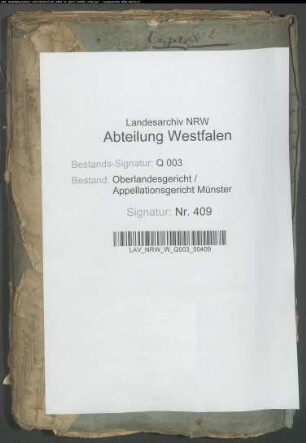 Landesarchiv NRW
Abteilung Westfalen
Bestands-Signatur: Q 003
Bestand: Oberlandesgericht /
Appellationsgericht Münster
Signatur: Nr. 409
LAV_NRW_W_Q003_00409